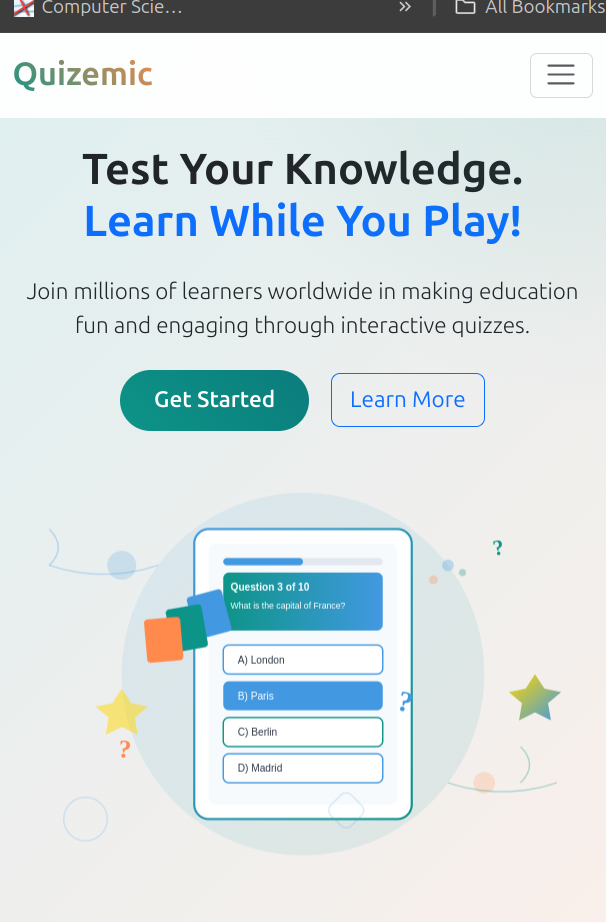 Computer Scie…
All Bookmarks
Quizemic
Test Your Knowledge.
Learn While You Play!
Join millions of learners worldwide in making education
fun and engaging through interactive quizzes.
Get Started
Learn More
?
Question 3 of 10
What is the capital of France?
A) London
B) Paris
?
C) Berlin
?
D) Madrid